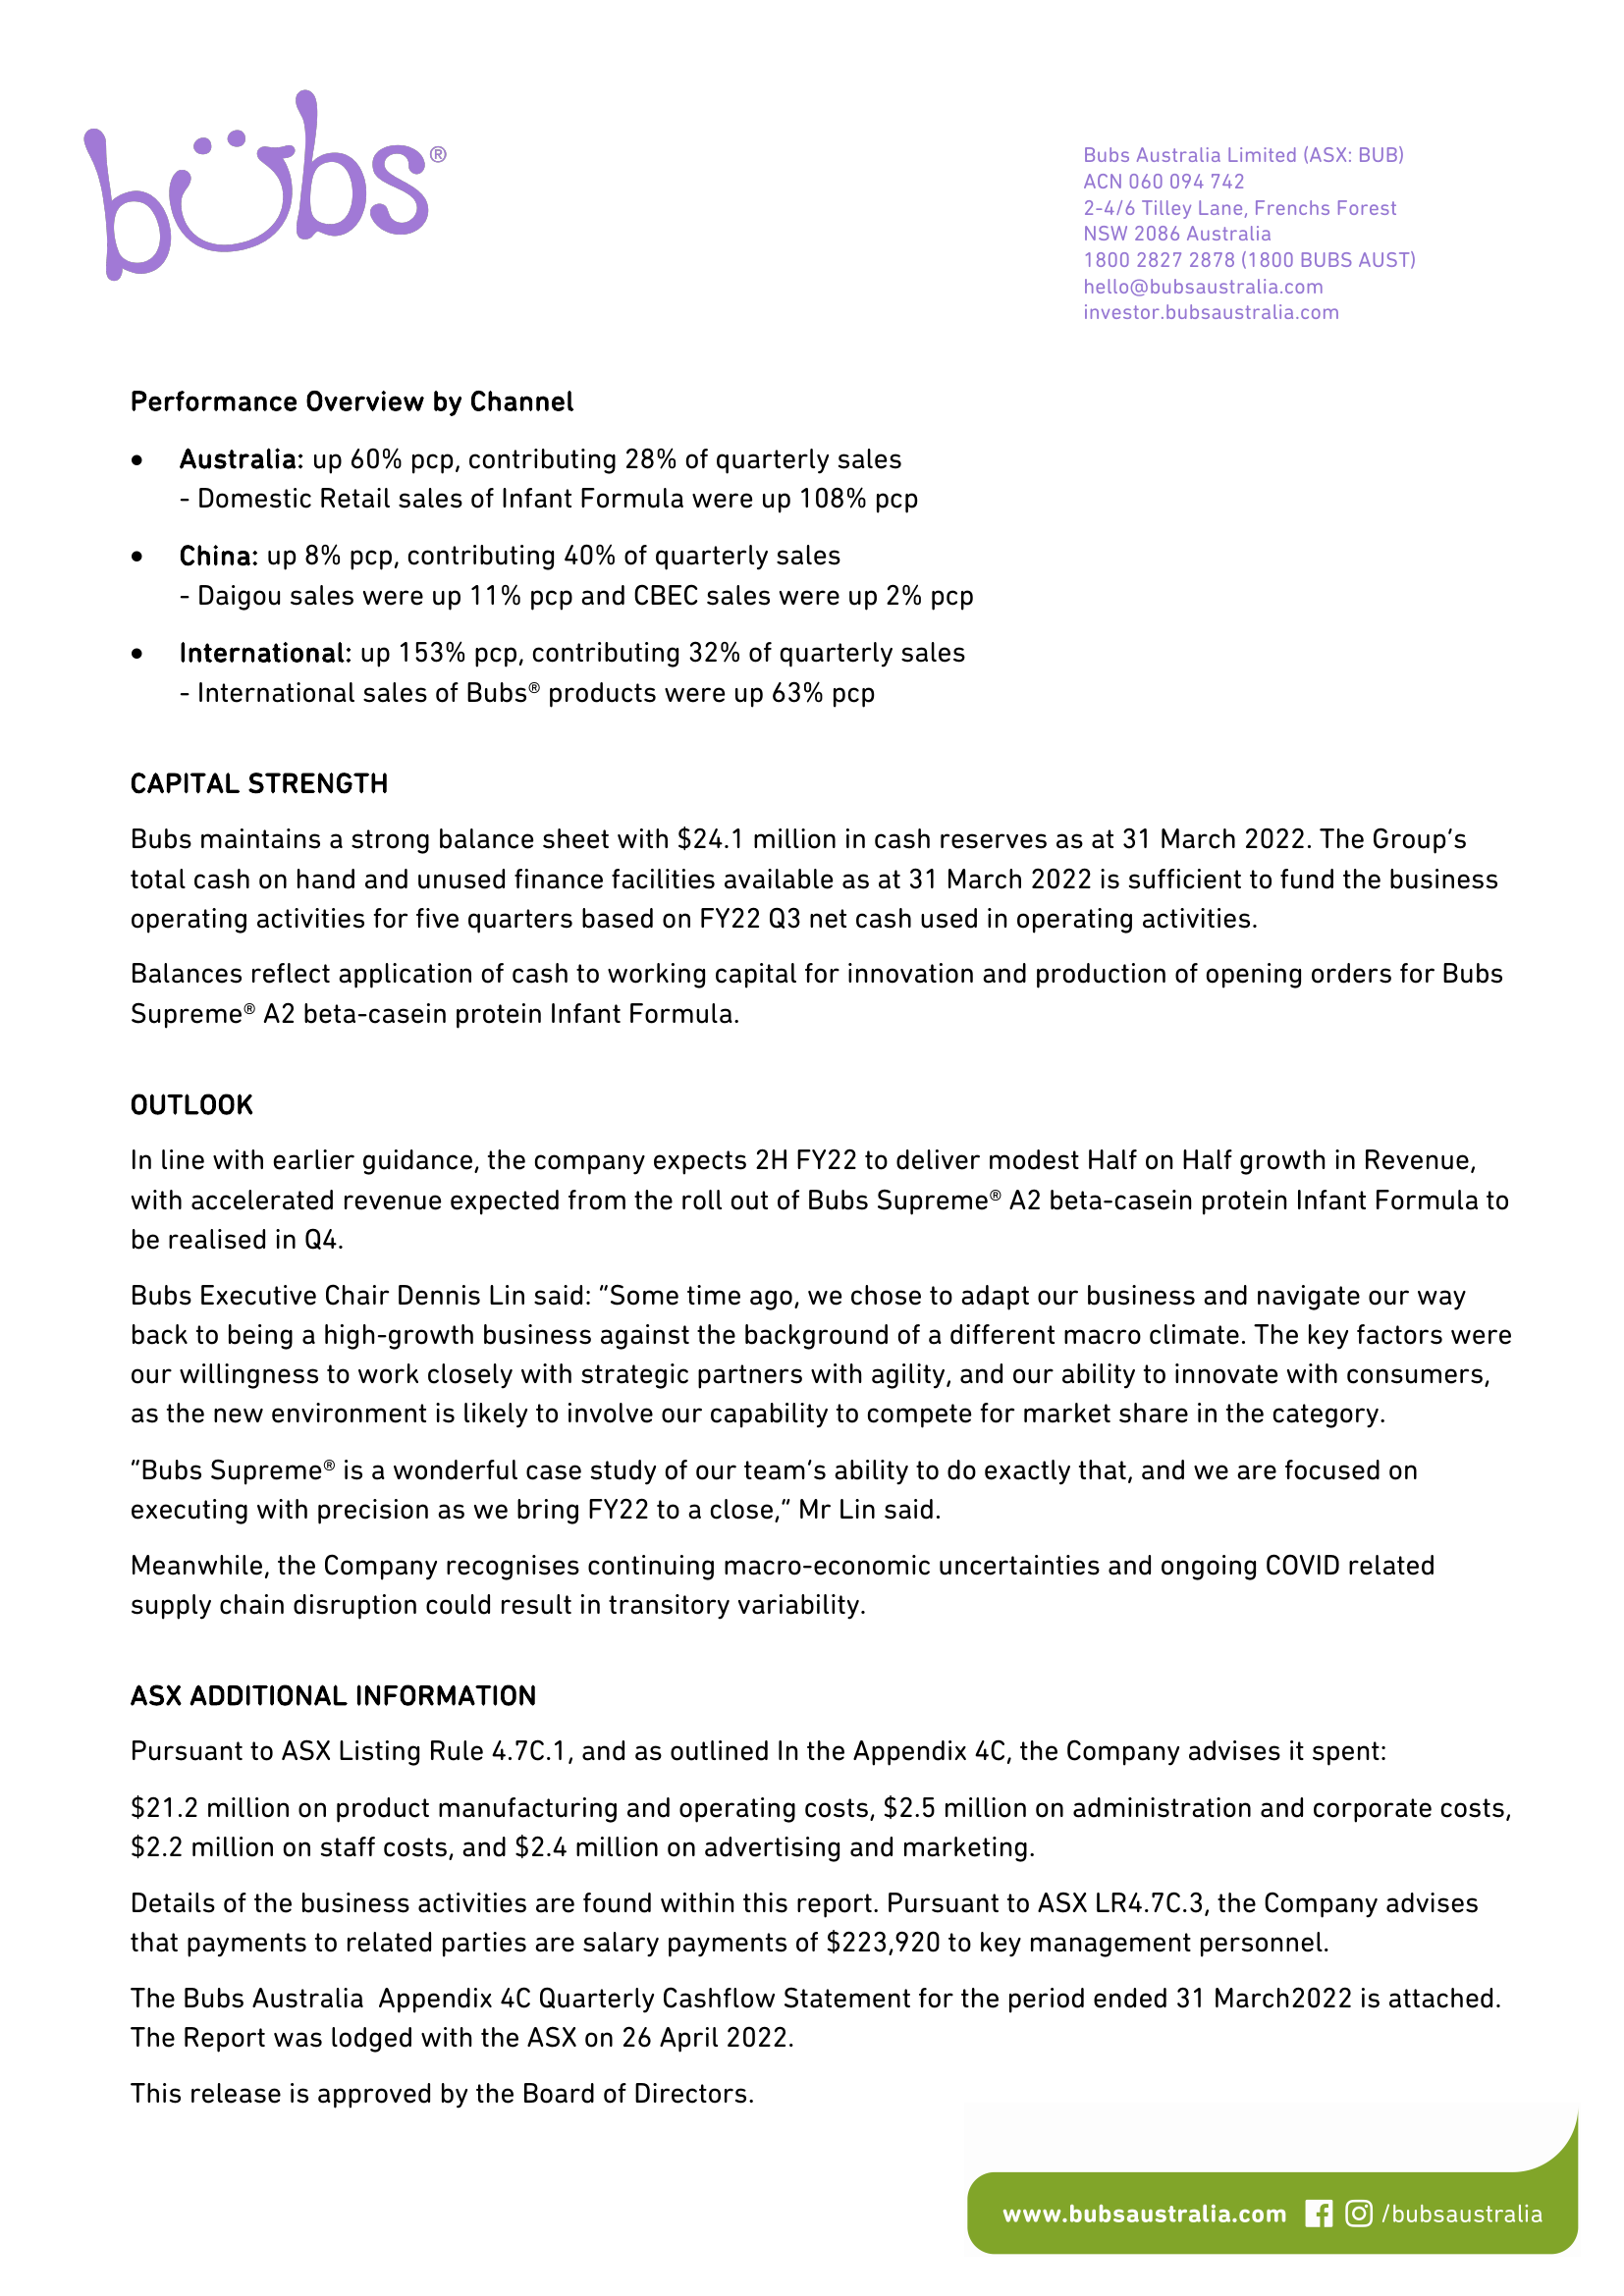 bubs®
Bubs Australia Limited (ASX: BUB)
ACN 060 094 742
2-4/6 Tilley Lane, Frenchs Forest
NSW 2086 Australia
1800 2827 2878 (1800 BUBS AUST)
hello@bubsaustralia.com
investor.bubsaustralia.com
Performance Overview by Channel
• Australia: up 60% pcp, contributing 28% of quarterly sales
- Domestic Retail sales of Infant Formula were up 108% pcp
• China: up 8% pcp, contributing 40% of quarterly sales
- Daigou sales were up 11% pcp and CBEC sales were up 2% pcp
• International: up 153% pcp, contributing 32% of quarterly sales
- International sales of Bubs® products were up 63% pcp
CAPITAL STRENGTH
Bubs maintains a strong balance sheet with $24.1 million in cash reserves as at 31 March 2022. The Group’s
total cash on hand and unused finance facilities available as at 31 March 2022 is sufficient to fund the business
operating activities for five quarters based on FY22 Q3 net cash used in operating activities.
Balances reflect application of cash to working capital for innovation and production of opening orders for Bubs
Supreme® A2 beta-casein protein Infant Formula.
OUTLOOK
In line with earlier guidance, the company expects 2H FY22 to deliver modest Half on Half growth in Revenue,
with accelerated revenue expected from the roll out of Bubs Supreme® A2 beta-casein protein Infant Formula to
be realised in Q4.
Bubs Executive Chair Dennis Lin said: “Some time ago, we chose to adapt our business and navigate our way
back to being a high-growth business against the background of a different macro climate. The key factors were
our willingness to work closely with strategic partners with agility, and our ability to innovate with consumers,
as the new environment is likely to involve our capability to compete for market share in the category.
“Bubs Supreme® is a wonderful case study of our team’s ability to do exactly that, and we are focused on
executing with precision as we bring FY22 to a close,” Mr Lin said.
Meanwhile, the Company recognises continuing macro-economic uncertainties and ongoing COVID related
supply chain disruption could result in transitory variability.
ASX ADDITIONAL INFORMATION
Pursuant to ASX Listing Rule 4.7C.1, and as outlined In the Appendix 4C, the Company advises it spent:
$21.2 million on product manufacturing and operating costs, $2.5 million on administration and corporate costs,
$2.2 million on staff costs, and $2.4 million on advertising and marketing.
Details of the business activities are found within this report. Pursuant to ASX LR4.7C.3, the Company advises
that payments to related parties are salary payments of $223,920 to key management personnel.
The Bubs Australia  Appendix 4C Quarterly Cashflow Statement for the period ended 31 March2022 is attached.
The Report was lodged with the ASX on 26 April 2022.
This release is approved by the Board of Directors.
www.bubsaustralia.com /bubsaustralia